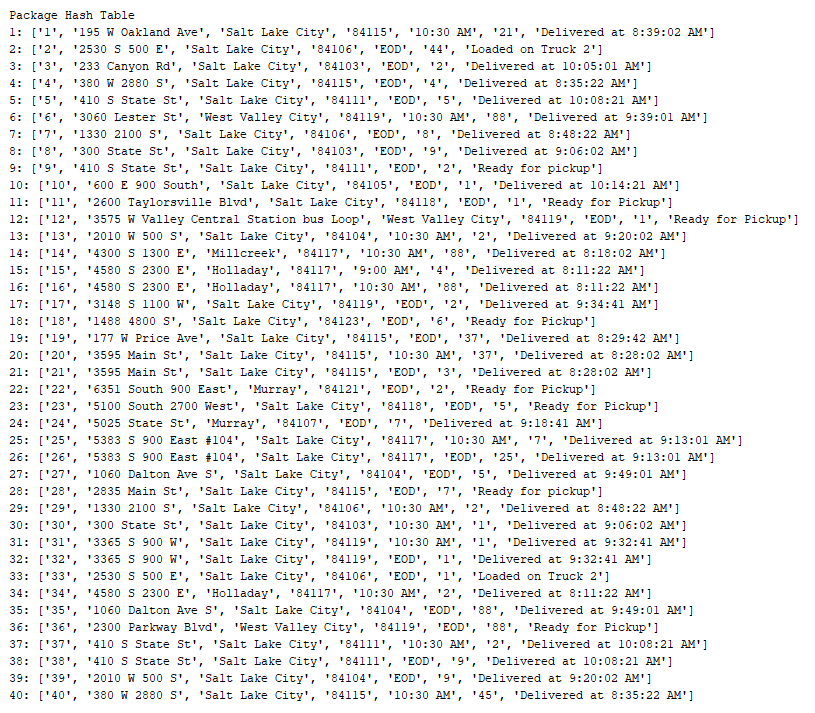 Package Hash Table
1: ['1', '195 W Oakland Ave', 'Salt Lake City', '84115', '10:30 AM', '21', 'Delivered at 8:39:02 AM']
2: ['2', '2530 S 500 E', 'Salt Lake City', '84106', 'EOD', '44', 'Loaded on Truck 2']
3: ['3', '233 Canyon Rd', 'Salt Lake City', '84103', 'EOD', '2', 'Delivered at 10:05:01 AM']
4: ['4', '380 W 2880 S', 'Salt Lake City', '84115', 'EOD', '4', 'Delivered at 8:35:22 AM']
5: ['5', '410 S State St', 'Salt Lake City', '84111', 'EOD', '5', 'Delivered at 10:08:21 AM']
6: ['6', '3060 Lester St', 'West Valley City', '84119', '10:30 AM', '88', 'Delivered at 9:39:01 AM']
7: ['7', '1330 2100 S', 'Salt Lake City', '84106', 'EOD', '8', 'Delivered at 8:48:22 AM']
8: ['8', '300 State St', 'Salt Lake City', '84103', 'EOD', '9', 'Delivered at 9:06:02 AM']
9: ['9', '410 S State St', 'Salt Lake City', '84111', 'EOD', '2', 'Ready for pickup']
10: ['10', '600 E 900 South', 'Salt Lake City', '84105', 'EOD', '1', 'Delivered at 10:14:21 AM']
11: ['11', '2600 Taylorsville Blvd', 'Salt Lake City', '84118', 'EOD', '1', 'Ready for Pickup']
12: ['12', '3575 W Valley Central Station bus Loop', 'West Valley City', '84119', 'EOD', '1', 'Ready for Pickup']
13: ['13', '2010 W 500 S', 'Salt Lake City', '84104', '10:30 AM', '2', 'Delivered at 9:20:02 AM']
14: ['14', '4300 S 1300 E', 'Millcreek', '84117', '10:30 AM', '88', 'Delivered at 8:18:02 AM']
15: ['15', '4580 S 2300 E', 'Holladay', '84117', '9:00 AM', '4', 'Delivered at 8:11:22 AM']
16: ['16', '4580 S 2300 E', 'Holladay', '84117', '10:30 AM', '88', 'Delivered at 8:11:22 AM']
17: ['17', '3148 S 1100 W', 'Salt Lake City', '84119', 'EOD', '2', 'Delivered at 9:34:41 AM']
18: ['18', '1488 4800 S', 'Salt Lake City', '84123', 'EOD', '6', 'Ready for Pickup']
19: ['19', '177 W Price Ave', 'Salt Lake City', '84115', 'EOD', '37', 'Delivered at 8:29:42 AM']
20: ['20', '3595 Main St', 'Salt Lake City', '84115', '10:30 AM', '37', 'Delivered at 8:28:02 AM']
21: ['21', '3595 Main St', 'Salt Lake City', '84115', 'EOD', '3', 'Delivered at 8:28:02 AM']
22: ['22', '6351 South 900 East', 'Murray', '84121', 'EOD', '2', 'Ready for Pickup']
23: ['23', '5100 South 2700 West', 'Salt Lake City', '84118', 'EOD', '5', 'Ready for Pickup']
24: ['24', '5025 State St', 'Murray', '84107', 'EOD', '7', 'Delivered at 9:18:41 AM']
25: ['25', '5383 S 900 East #104', 'Salt Lake City', '84117', '10:30 AM', '7', 'Delivered at 9:13:01 AM']
26: ['26', '5383 S 900 East #104', 'Salt Lake City', '84117', 'EOD', '25', 'Delivered at 9:13:01 AM']
27: ['27', '1060 Dalton Ave S', 'Salt Lake City', '84104', 'EOD', '5', 'Delivered at 9:49:01 AM']
28: ['28', '2835 Main St', 'Salt Lake City', '84115', 'EOD', '7', 'Ready for pickup']
29: ['29', '1330 2100 S', 'Salt Lake City', '84106', '10:30 AM', '2', 'Delivered at 8:48:22 AM']
30: ['30', '300 State St', 'Salt Lake City', '84103', '10:30 AM', '1', 'Delivered at 9:06:02 AM']
31: ['31', '3365 S 900 W', 'Salt Lake City', '84119', '10:30 AM', '1', 'Delivered at 9:32:41 AM']
32: ['32', '3365 S 900 W', 'Salt Lake City', '84119', 'EOD', '1', 'Delivered at 9:32:41 AM']
33: ['33', '2530 S 500 E', 'Salt Lake City', '84106', 'EOD', '1', 'Loaded on Truck 2']
34: ['34', '4580 S 2300 E', 'Holladay', '84117', '10:30 AM', '2', 'Delivered at 8:11:22 AM']
35: ['35', '1060 Dalton Ave S', 'Salt Lake City', '84104', 'EOD', '88', 'Delivered at 9:49:01 AM']
36: ['36', '2300 Parkway Blvd', 'West Valley City', '84119', 'EOD', '88', 'Ready for Pickup']
37: ['37', '410 S State St', 'Salt Lake City', '84111', '10:30 AM', '2', 'Delivered at 10:08:21 AM']
38: ['38', '410 S State St', 'Salt Lake City', '84111', 'EOD', '9', 'Delivered at 10:08:21 AM']
39: ['39', '2010 W 500 S', 'Salt Lake City', '84104', 'EOD', '9', 'Delivered at 9:20:02 AM']
40: ['40', '380 W 2880 S', 'Salt Lake City', '84115', '10:30 AM', '45', 'Delivered at 8:35:22 AM']